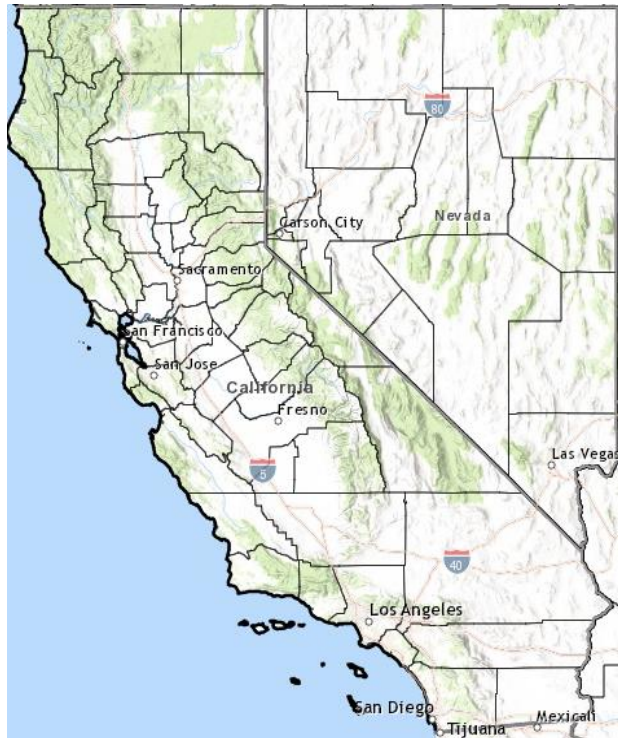 80
Carson City
Nevada
Sacramento
San Francisco
San Jose
California
Fresno
Las Vegas
5
40
Los Angeles
San Diego
Mexicali
Tijuana